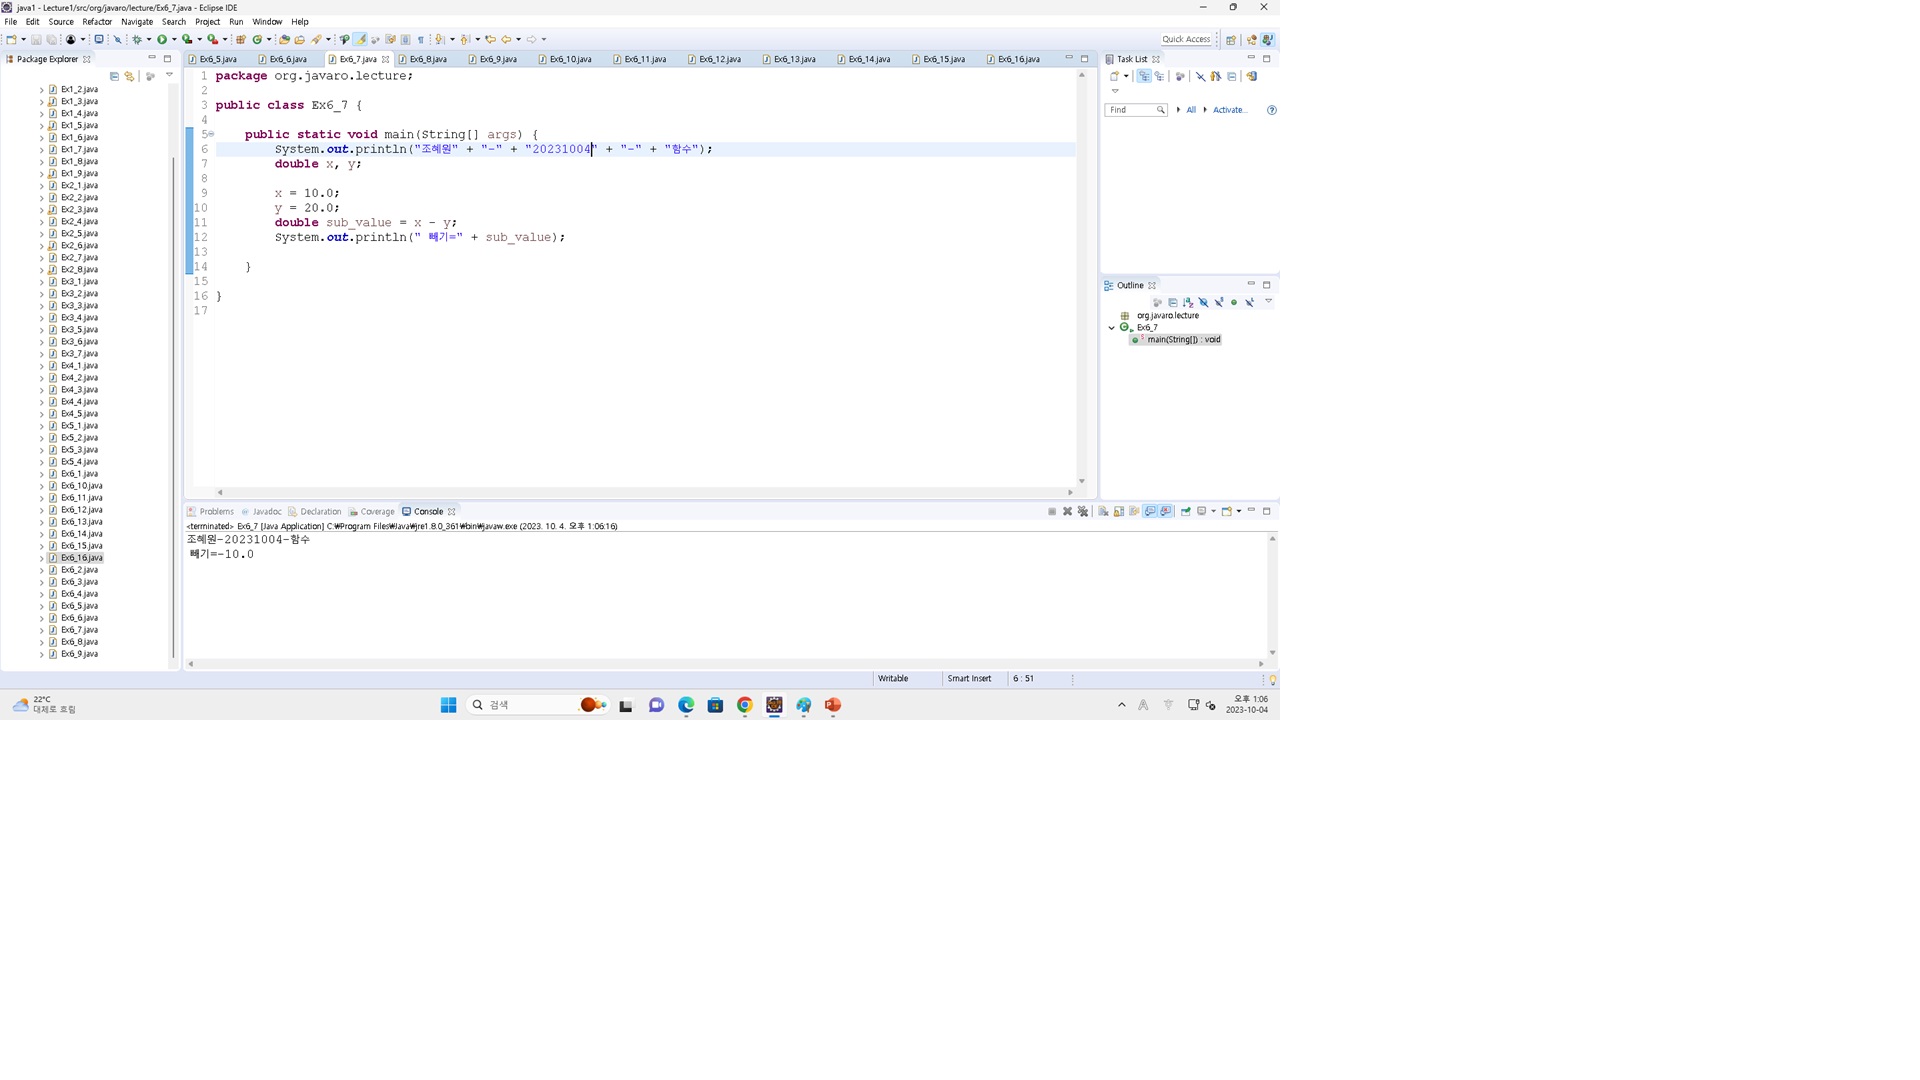 java1 - Lecture1/src/org/javaro/lecture/Ex6_7.java - Eclipse IDE
File Edit Source Refactor Navigate Search Project Run Window Help
Quick Access
Package Explorer
Ex1_2.java
Ex1_3.java
Ex1_4.java
Ex1_5.java
Ex1_6.java
Ex1_7.java
Ex1_8.java
Ex1_9.java
Ex2_1.java
Ex2_2.java
Ex2_3.java
Ex2_4.java
Ex2_5.java
Ex2_6.java
Ex2_7.java
Ex2_8.java
Ex3_1.java
Ex3_2.java
Ex3_3.java
Ex3_4.java
Ex3_5.java
Ex3_6.java
Ex3_7.java
Ex4_1.java
Ex4_2.java
Ex4_3.java
Ex4_4.java
Ex4_5.java
Ex5_1.java
Ex5_2.java
Ex5_3.java
Ex5_4.java
Ex6_1.java
Ex6_10.java
Ex6_11.java
Ex6_12.java
Ex6_13.java
Ex6_14.java
Ex6_15.java
Ex6_16.java
Ex6_2.java
Ex6_3.java
Ex6_4.java
Ex6_5.java
Ex6_6.java
Ex6_7.java
Ex6_8.java
Ex6_9.java
Ex6_5.java Ex6_6.java Ex6_7.java Ex6_8.java Ex6_9.java Ex6_10.java Ex6_11.java Ex6_12.java Ex6_13.java Ex6_14.java Ex6_15.java Ex6_16.java
1 package org.javaro.lecture;
2
3 public class Ex6_7 {
4
5 public static void main(String[] args) {
6 System.out.println("조혜원" + "-" + "20231004" + "-" + "함수");
7 double x, y;
8
9 x = 10.0;
10 y = 20.0;
11 double sub_value = x - y;
12 System.out.println(" 빼기=" + sub_value);
13
14 }
15
16 }
17
Task List
Find All Activate...
Outline
org.javaro.lecture
Ex6_7
main(String[]) : void
Problems Javadoc Declaration Coverage Console
<terminated> Ex6_7 [Java Application] C:₩Program Files₩Java₩jre1.8.0_361₩bin₩javaw.exe (2023. 10. 4. 오후 1:06:16)
조혜원-20231004-함수
빼기=-10.0
Writable Smart Insert 6 : 51
22°C
대체로 흐림
검색
오후 1:06
2023-10-04